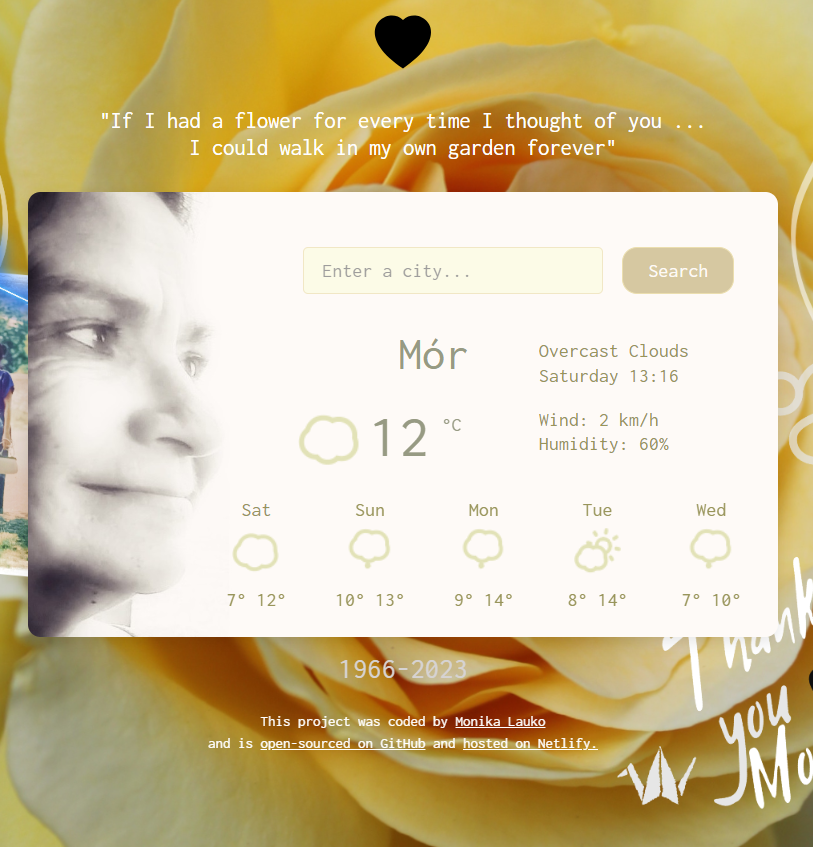 "If I had a flower for every time I thought of you ...
I could walk in my own garden forever"
Enter a city...
Search
Mór
Overcast Clouds
Saturday 13:16
12 °C
Wind: 2 km/h
Humidity: 60%
Sat Sun Mon Tue Wed
7° 12° 10° 13° 9° 14° 8° 14° 7° 10°
1966-2023
This project was coded by Monika Lauko
and is open-sourced on GitHub and hosted on Netlify.
Thank
you